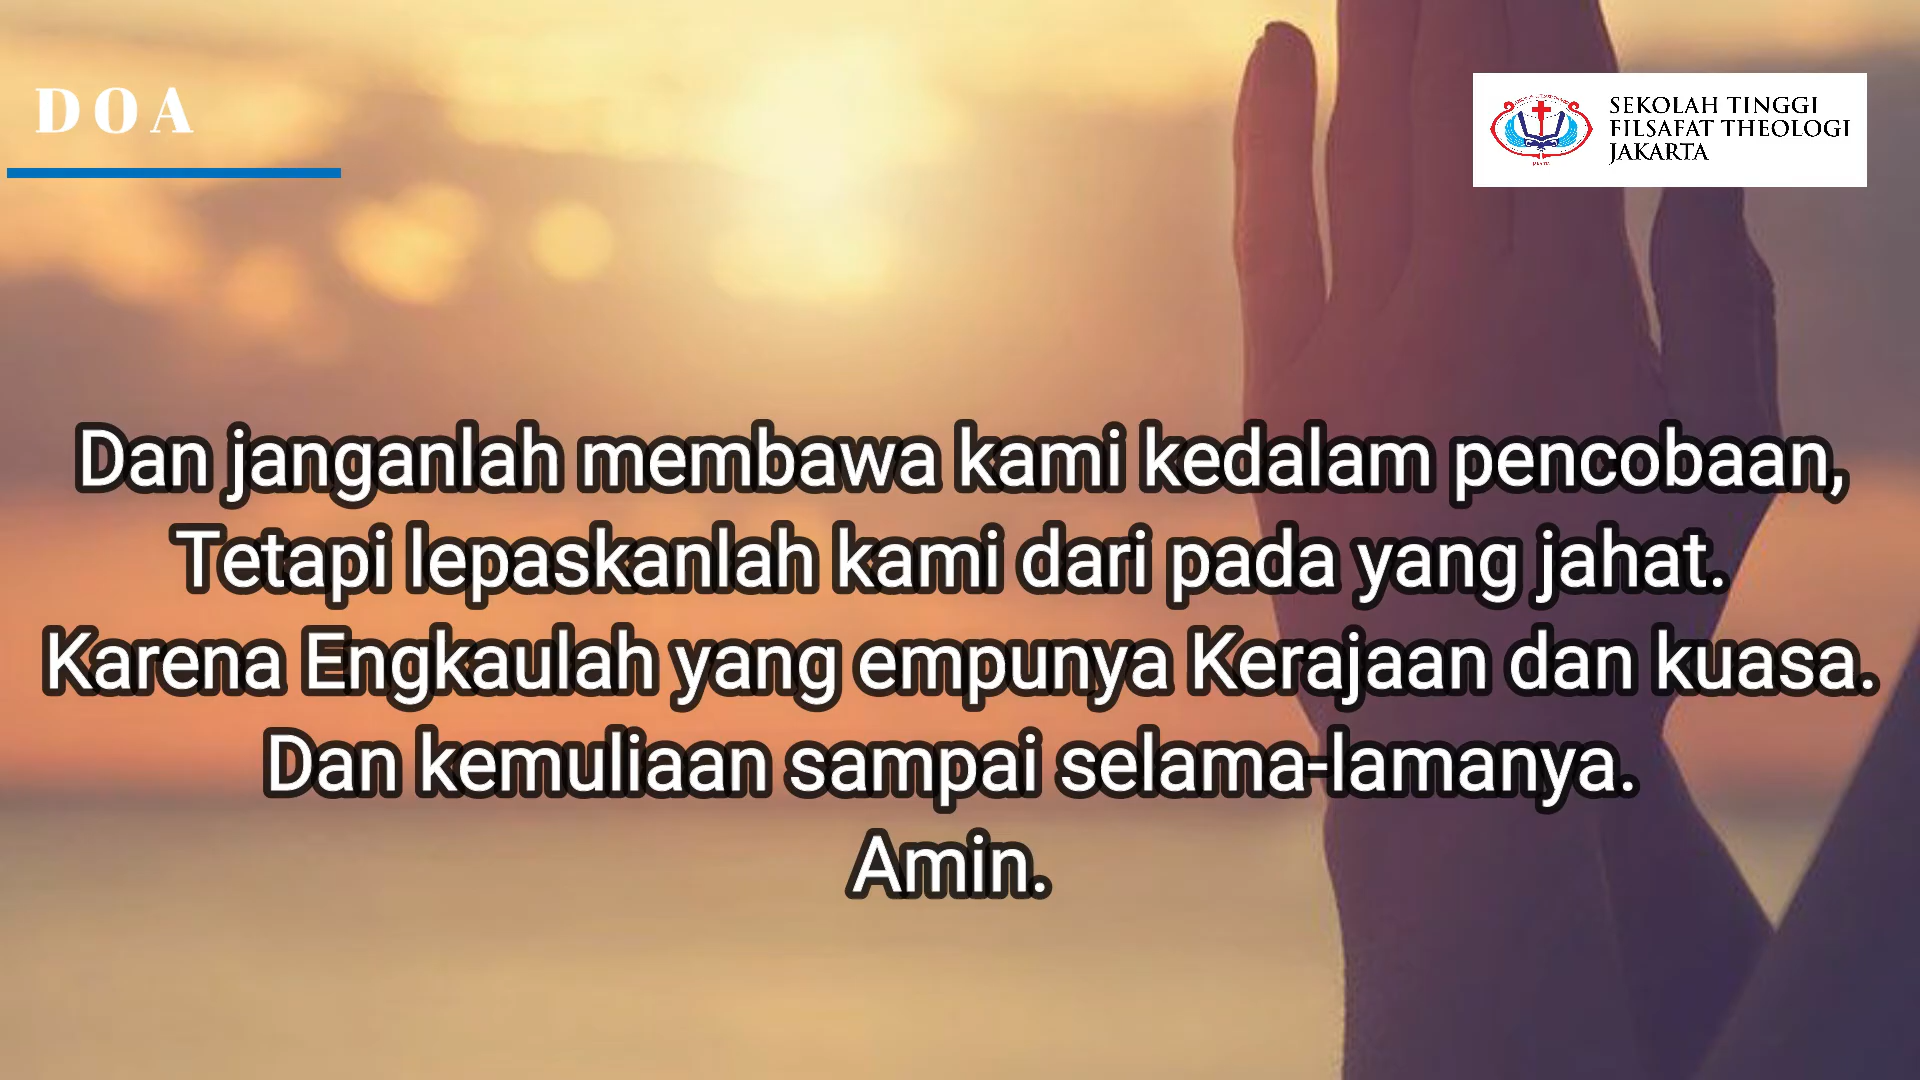 DOA
SEKOLAH TINGGI
FILSAFAT THEOLOGI
JAKARTA
Dan janganlah membawa kami kedalam pencobaan,
Tetapi lepaskanlah kami dari pada yang jahat.
Karena Engkaulah yang empunya Kerajaan dan kuasa.
Dan kemuliaan sampai selama-lamanya.
Amin.